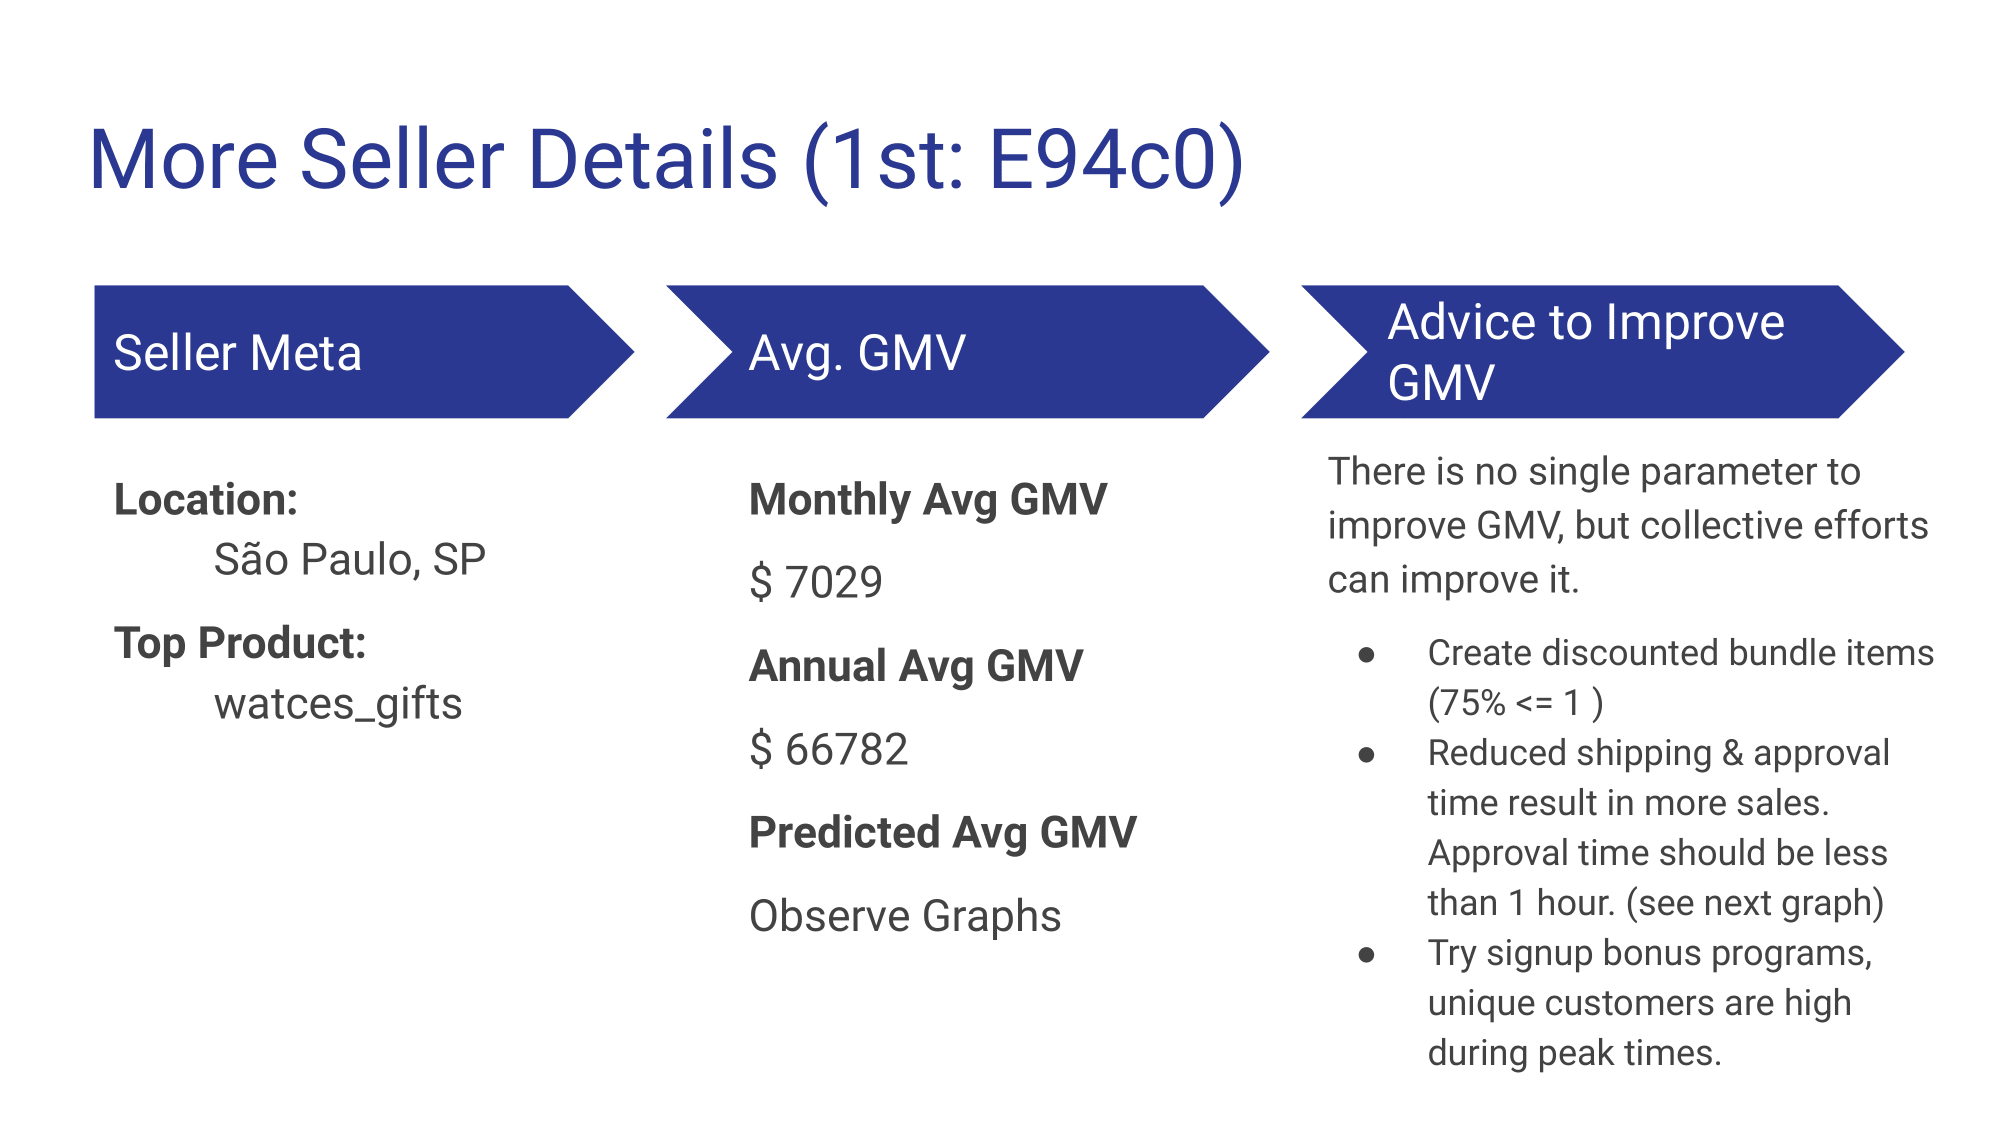 More Seller Details (1st: E94c0)
Seller Meta
Location:
São Paulo, SP
Top Product:
watces_gifts
Avg. GMV
Monthly Avg GMV
$ 7029
Annual Avg GMV
$ 66782
Predicted Avg GMV
Observe Graphs
Advice to Improve
GMV
There is no single parameter to
improve GMV, but collective efforts
can improve it.
● Create discounted bundle items
(75% <= 1 )
● Reduced shipping & approval
time result in more sales.
Approval time should be less
than 1 hour. (see next graph)
● Try signup bonus programs,
unique customers are high
during peak times.